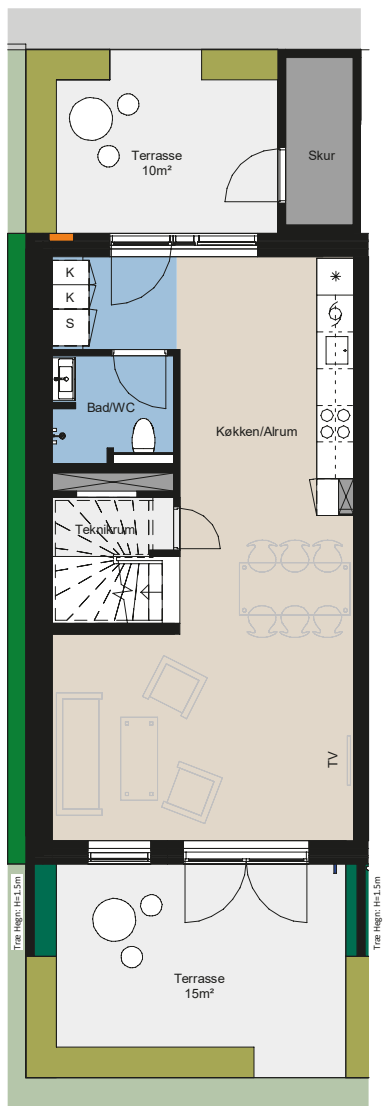 Terrasse
10m²
Skur
K
K
S
Bad/WC
Køkken/Alrum
Teknikrum
TV
Træ Hegn: H=1.5m
Træ Hegn: H=1.5m
Terrasse
15m²